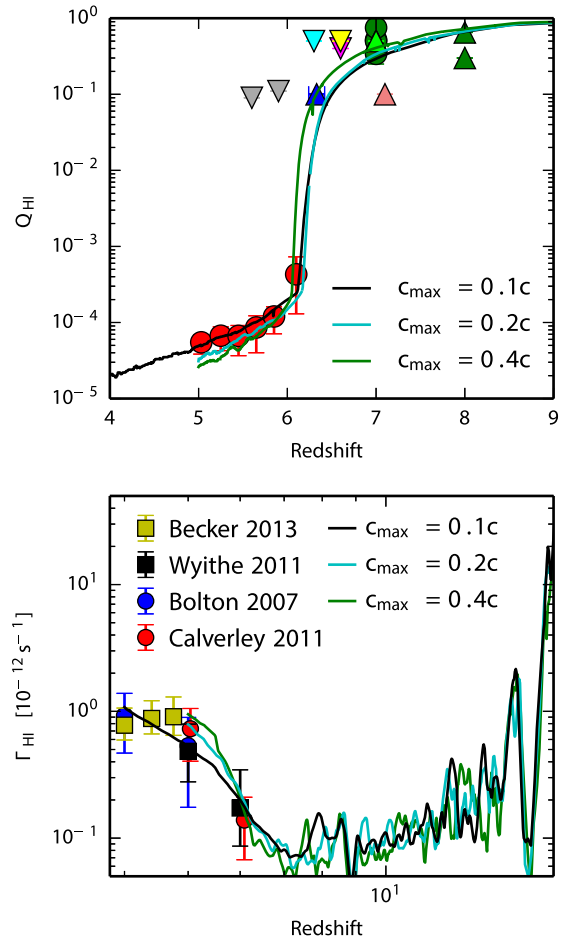 10⁰
10⁻¹
10⁻²
10⁻³
10⁻⁴
10⁻⁵
Q_HI
c_max = 0.1c
c_max = 0.2c
c_max = 0.4c
4 5 6 7 8 9
Redshift
10¹
10⁰
10⁻¹
Γ_HI [10⁻¹² s⁻¹]
Becker 2013
Wyithe 2011
Bolton 2007
Calverley 2011
c_max = 0.1c
c_max = 0.2c
c_max = 0.4c
10¹
Redshift